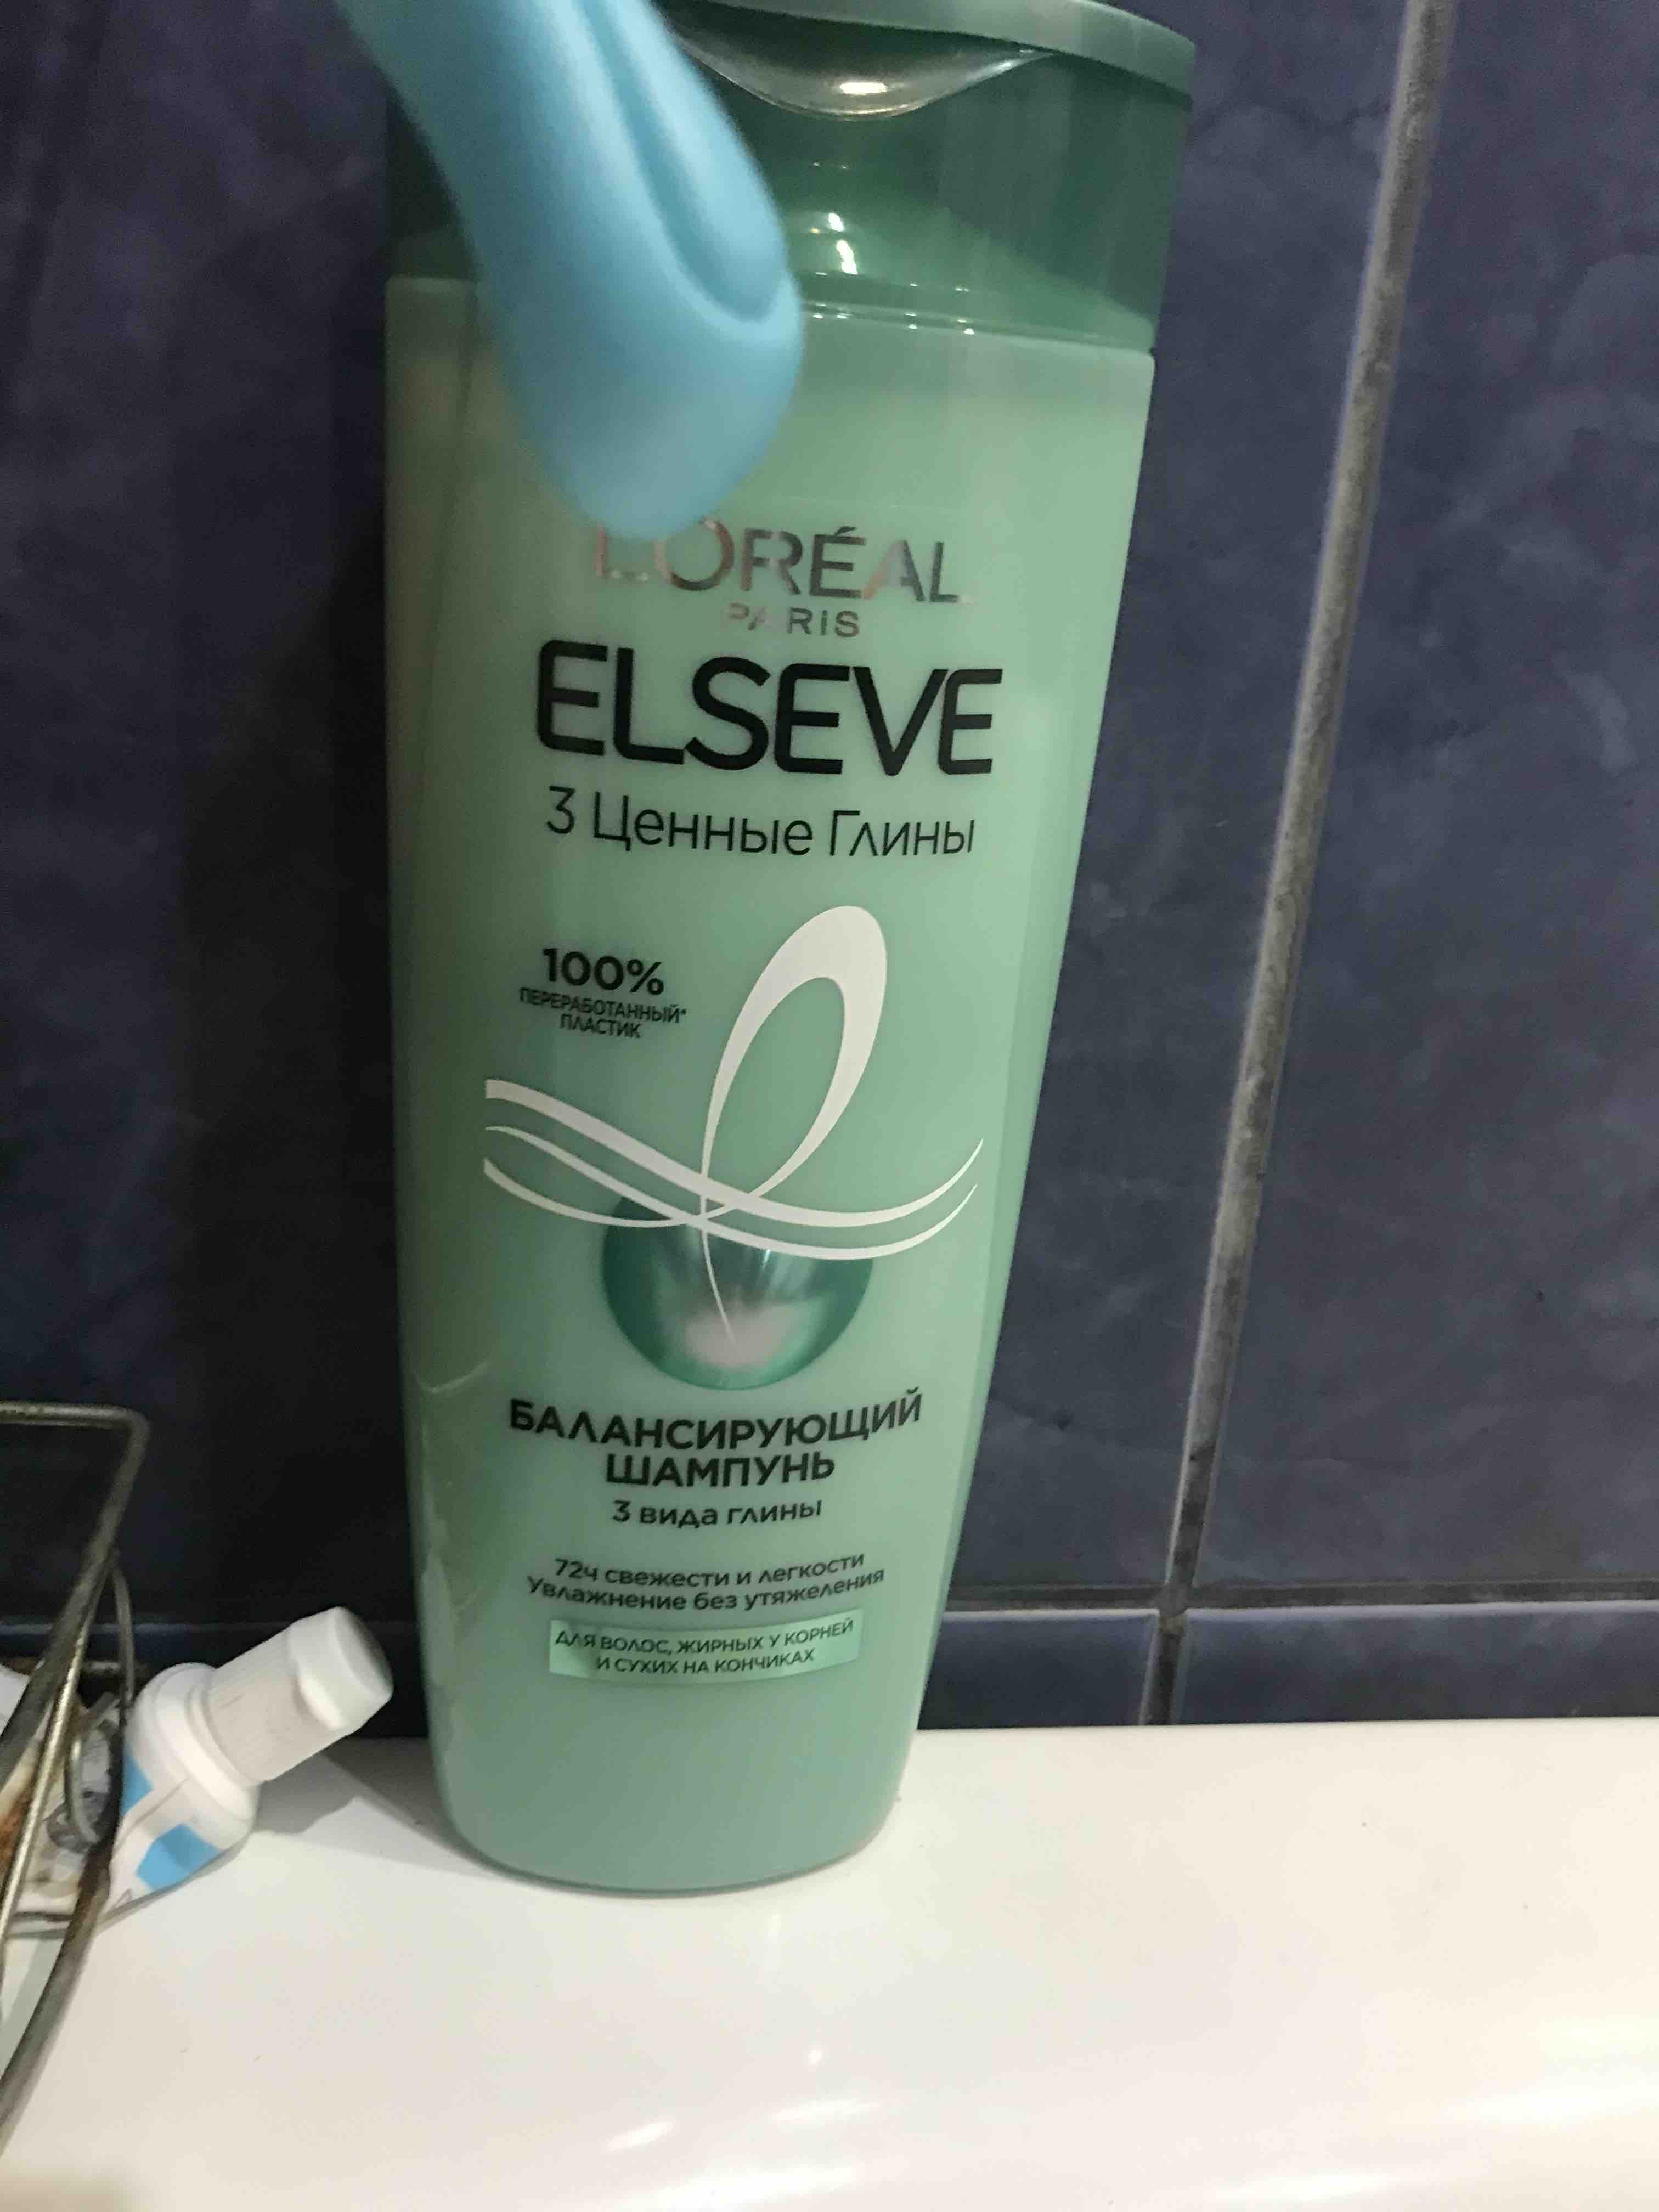 L'ORÉAL
PARIS
ELSEVE
3 Ценные Глины
100%
ПЕРЕРАБОТАННЫЙ*
ПЛАСТИК
БАЛАНСИРУЮЩИЙ
ШАМПУНЬ
3 вида глины
72ч свежести и легкости
Увлажнение без утяжеления
ДЛЯ ВОЛОС, ЖИРНЫХ У КОРНЕЙ
И СУХИХ НА КОНЧИКАХ